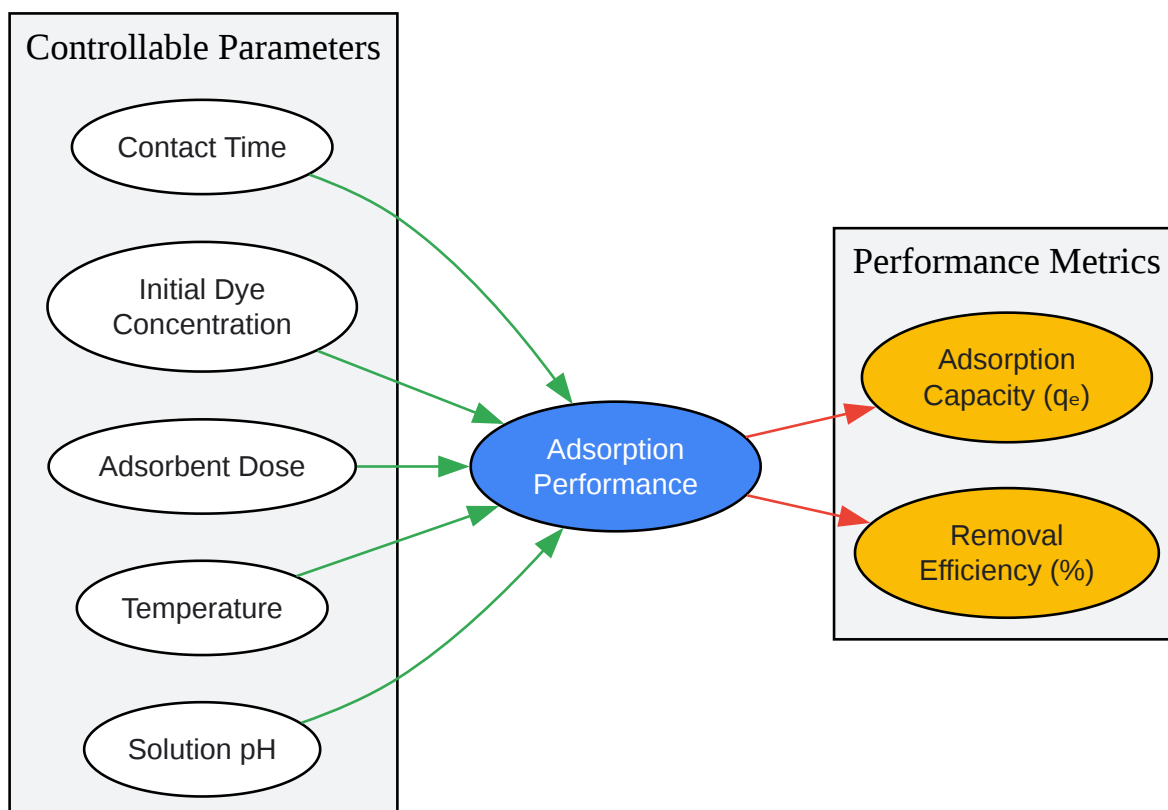 Controllable Parameters
Contact Time
Initial Dye
Concentration
Adsorbent Dose
Temperature
Solution pH
Adsorption
Performance
Performance Metrics
Adsorption
Capacity (qₑ)
Removal
Efficiency (%)